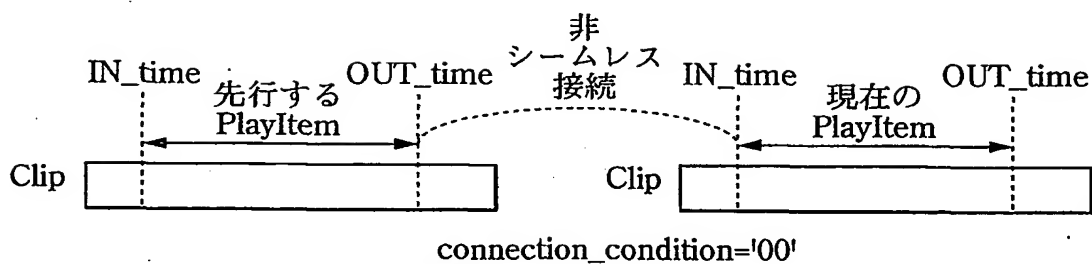 非
シームレス
接続
IN_time
OUT_time
IN_time
OUT_time
先行する
PlayItem
現在の
PlayItem
Clip
Clip
connection_condition='00'